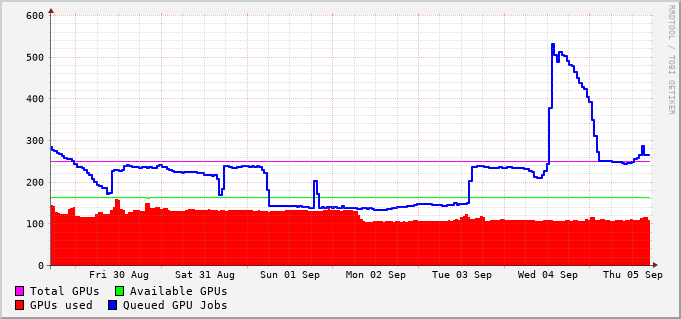 600
500
400
300
200
100
0
Fri 30 Aug Sat 31 Aug Sun 01 Sep Mon 02 Sep Tue 03 Sep Wed 04 Sep Thu 05 Sep
Total GPUs Available GPUs
GPUs used Queued GPU Jobs
RRDTOOL / TOBI OETIKER